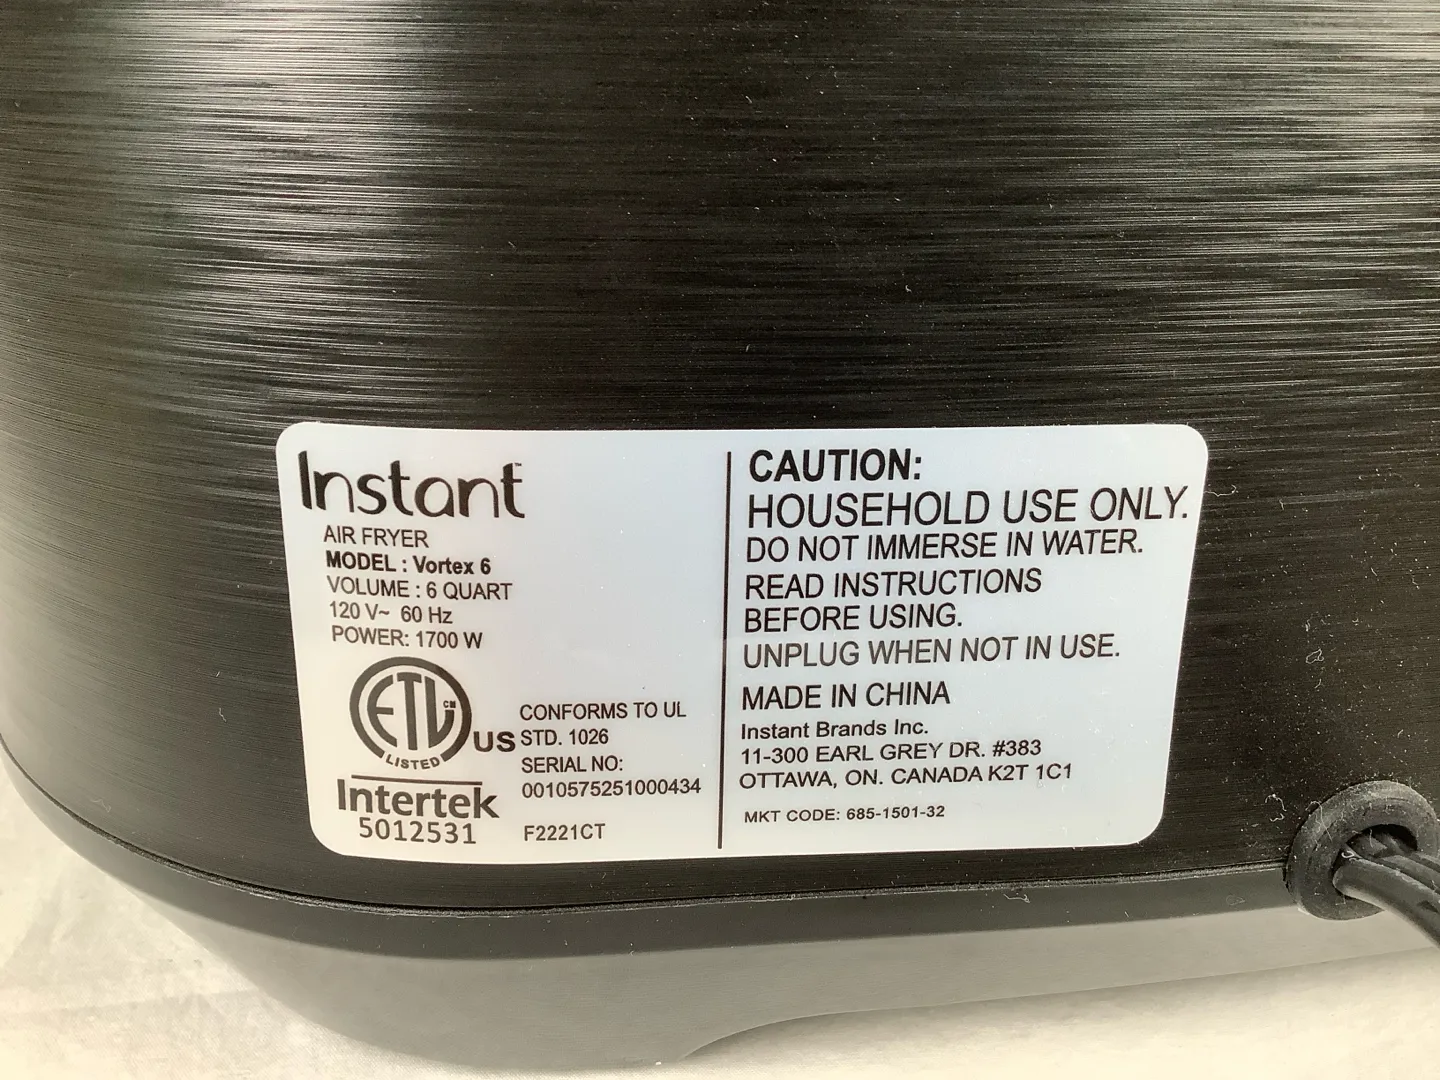 Instant™
AIR FRYER
MODEL : Vortex 6
VOLUME : 6 QUART
120 V~ 60 Hz
POWER: 1700 W
ETL CM
LISTED
US
Intertek
5012531
CONFORMS TO UL
STD. 1026
SERIAL NO:
0010575251000434
F2221CT
CAUTION:
HOUSEHOLD USE ONLY.
DO NOT IMMERSE IN WATER.
READ INSTRUCTIONS
BEFORE USING.
UNPLUG WHEN NOT IN USE.
MADE IN CHINA
Instant Brands Inc.
11-300 EARL GREY DR. #383
OTTAWA, ON. CANADA K2T 1C1
MKT CODE: 685-1501-32